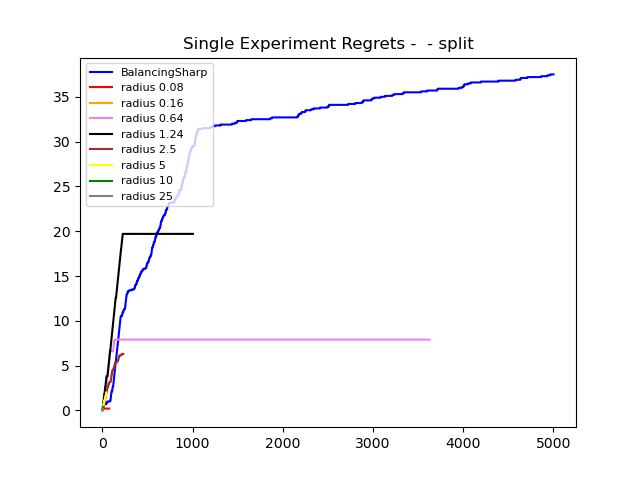 Single Experiment Regrets -  - split
BalancingSharp
radius 0.08
radius 0.16
radius 0.64
radius 1.24
radius 2.5
radius 5
radius 10
radius 25
35
30
25
20
15
10
5
0
0 1000 2000 3000 4000 5000